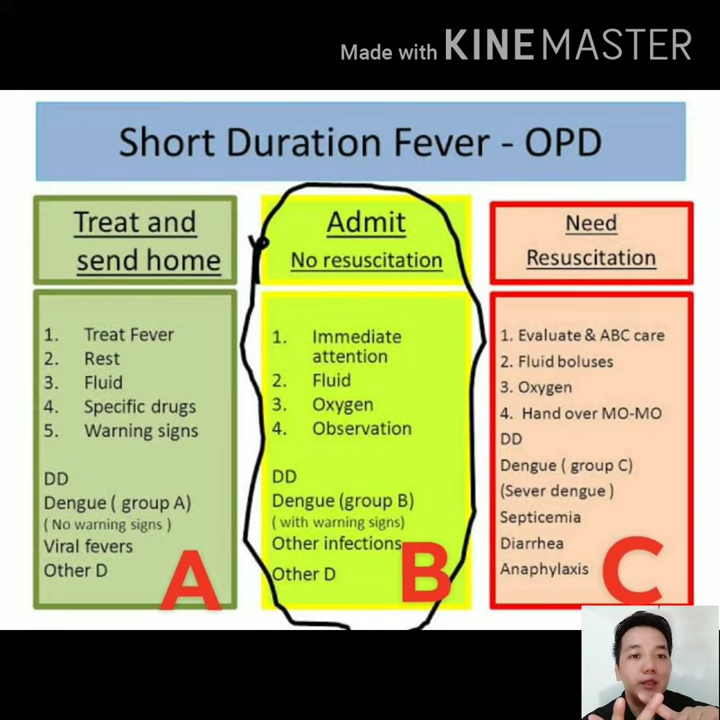 Made with KINEMASTER
Short Duration Fever - OPD
Treat and
send home
1. Treat Fever
2. Rest
3. Fluid
4. Specific drugs
5. Warning signs
DD
Dengue ( group A)
( No warning signs )
Viral fevers
Other D
A
Admit
No resuscitation
1. Immediate
attention
2. Fluid
3. Oxygen
4. Observation
DD
Dengue (group B)
( with warning signs)
Other infections
Other D
B
Need
Resuscitation
1. Evaluate & ABC care
2. Fluid boluses
3. Oxygen
4. Hand over MO-MO
DD
Dengue ( group C)
(Sever dengue )
Septicemia
Diarrhea
Anaphylaxis
C